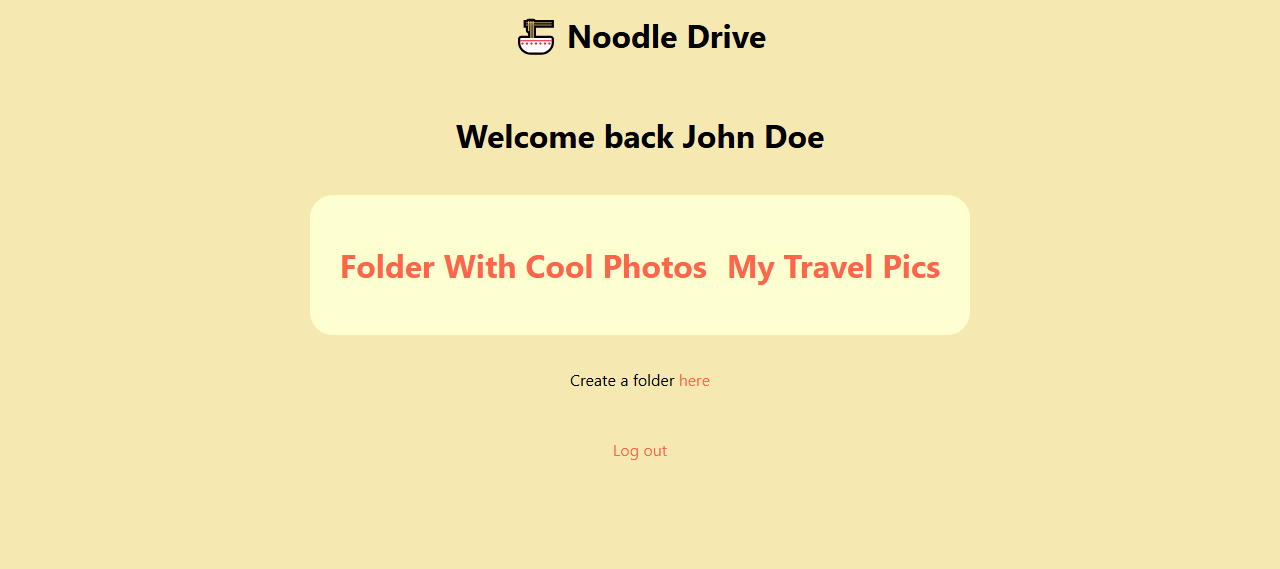 Noodle Drive
Welcome back John Doe
Folder With Cool Photos My Travel Pics
Create a folder here
Log out